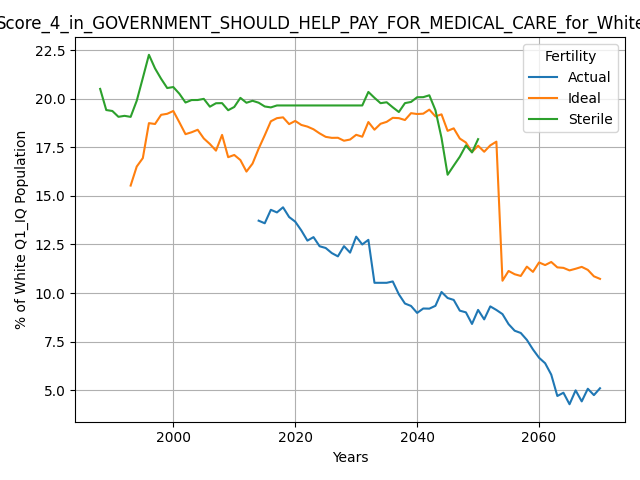 Score_4_in_GOVERNMENT_SHOULD_HELP_PAY_FOR_MEDICAL_CARE_for_White
Fertility
Actual
Ideal
Sterile
% of White Q1_IQ Population
22.5
20.0
17.5
15.0
12.5
10.0
7.5
5.0
2000
2020
2040
2060
Years